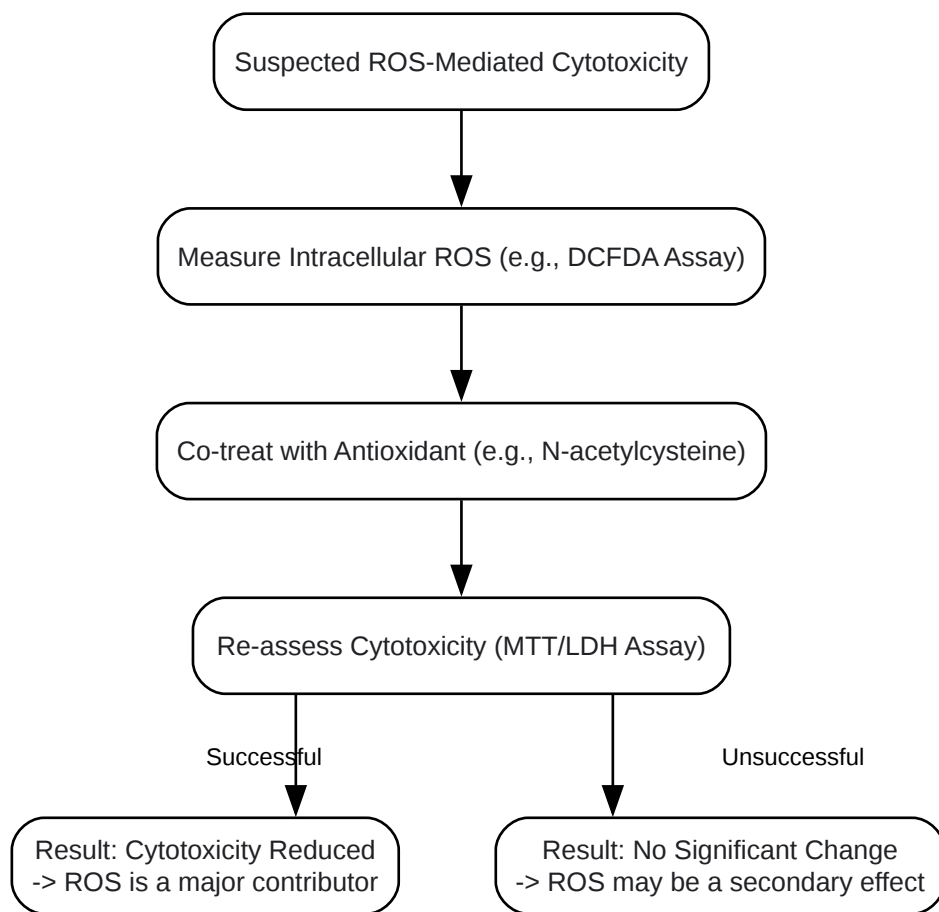 Suspected ROS-Mediated Cytotoxicity
Measure Intracellular ROS (e.g., DCFDA Assay)
Co-treat with Antioxidant (e.g., N-acetylcysteine)
Re-assess Cytotoxicity (MTT/LDH Assay)
Successful
Unsuccessful
Result: Cytotoxicity Reduced
-> ROS is a major contributor
Result: No Significant Change
-> ROS may be a secondary effect